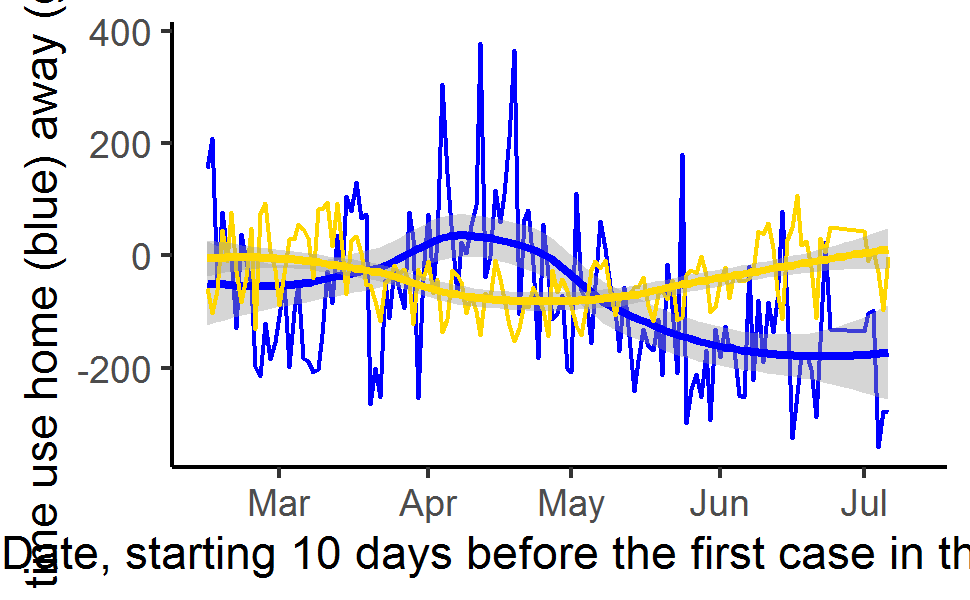 400
200
0
-200
Mar Apr May Jun Jul
Date, starting 10 days before the first case in th
time use home (blue) away (g